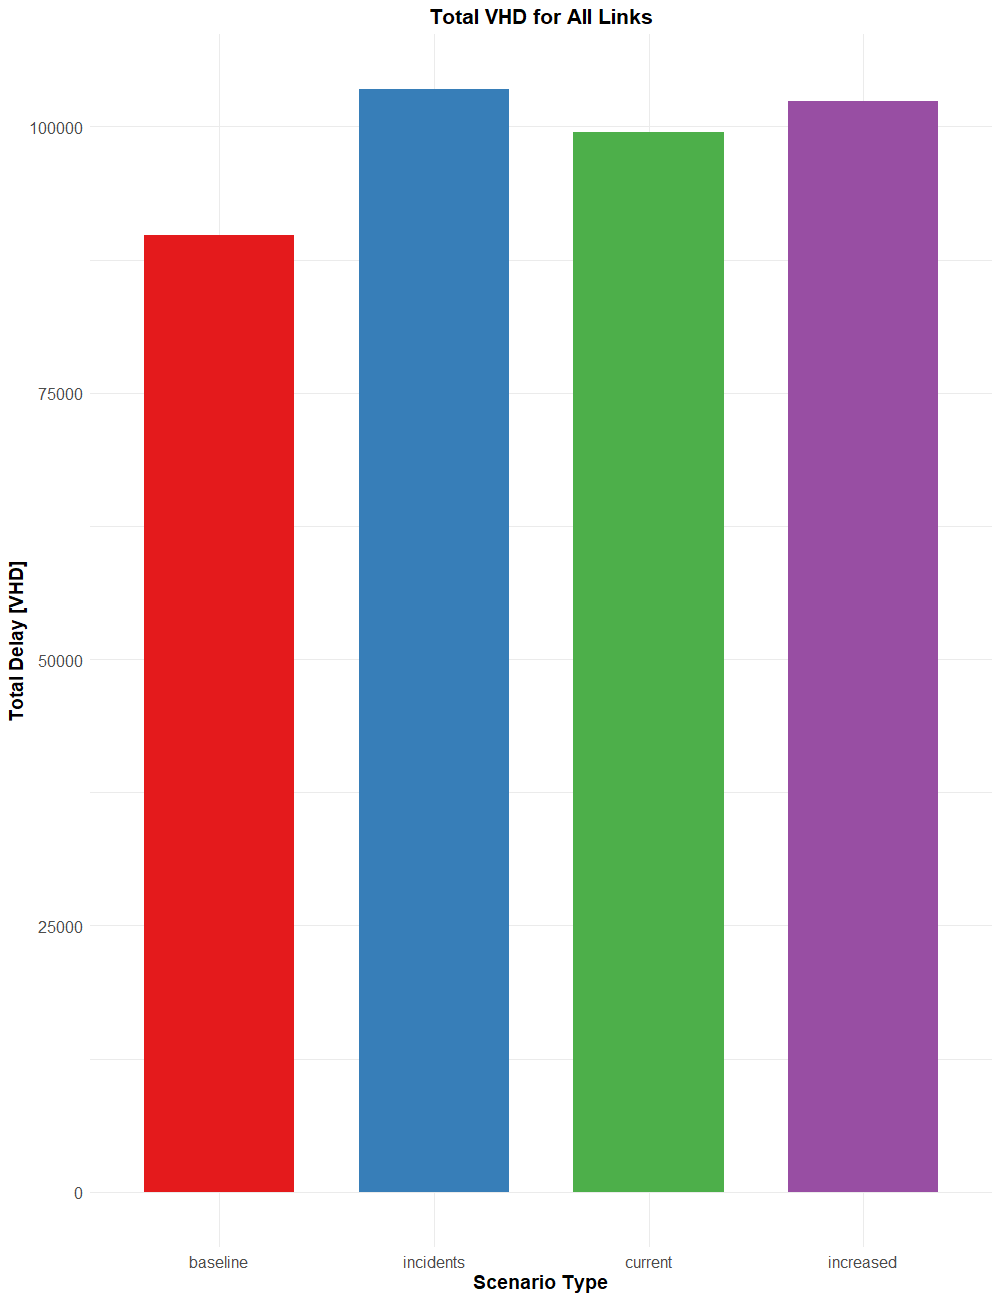 Total VHD for All Links
Total Delay [VHD]
100000
75000
50000
25000
0
baseline incidents current increased
Scenario Type